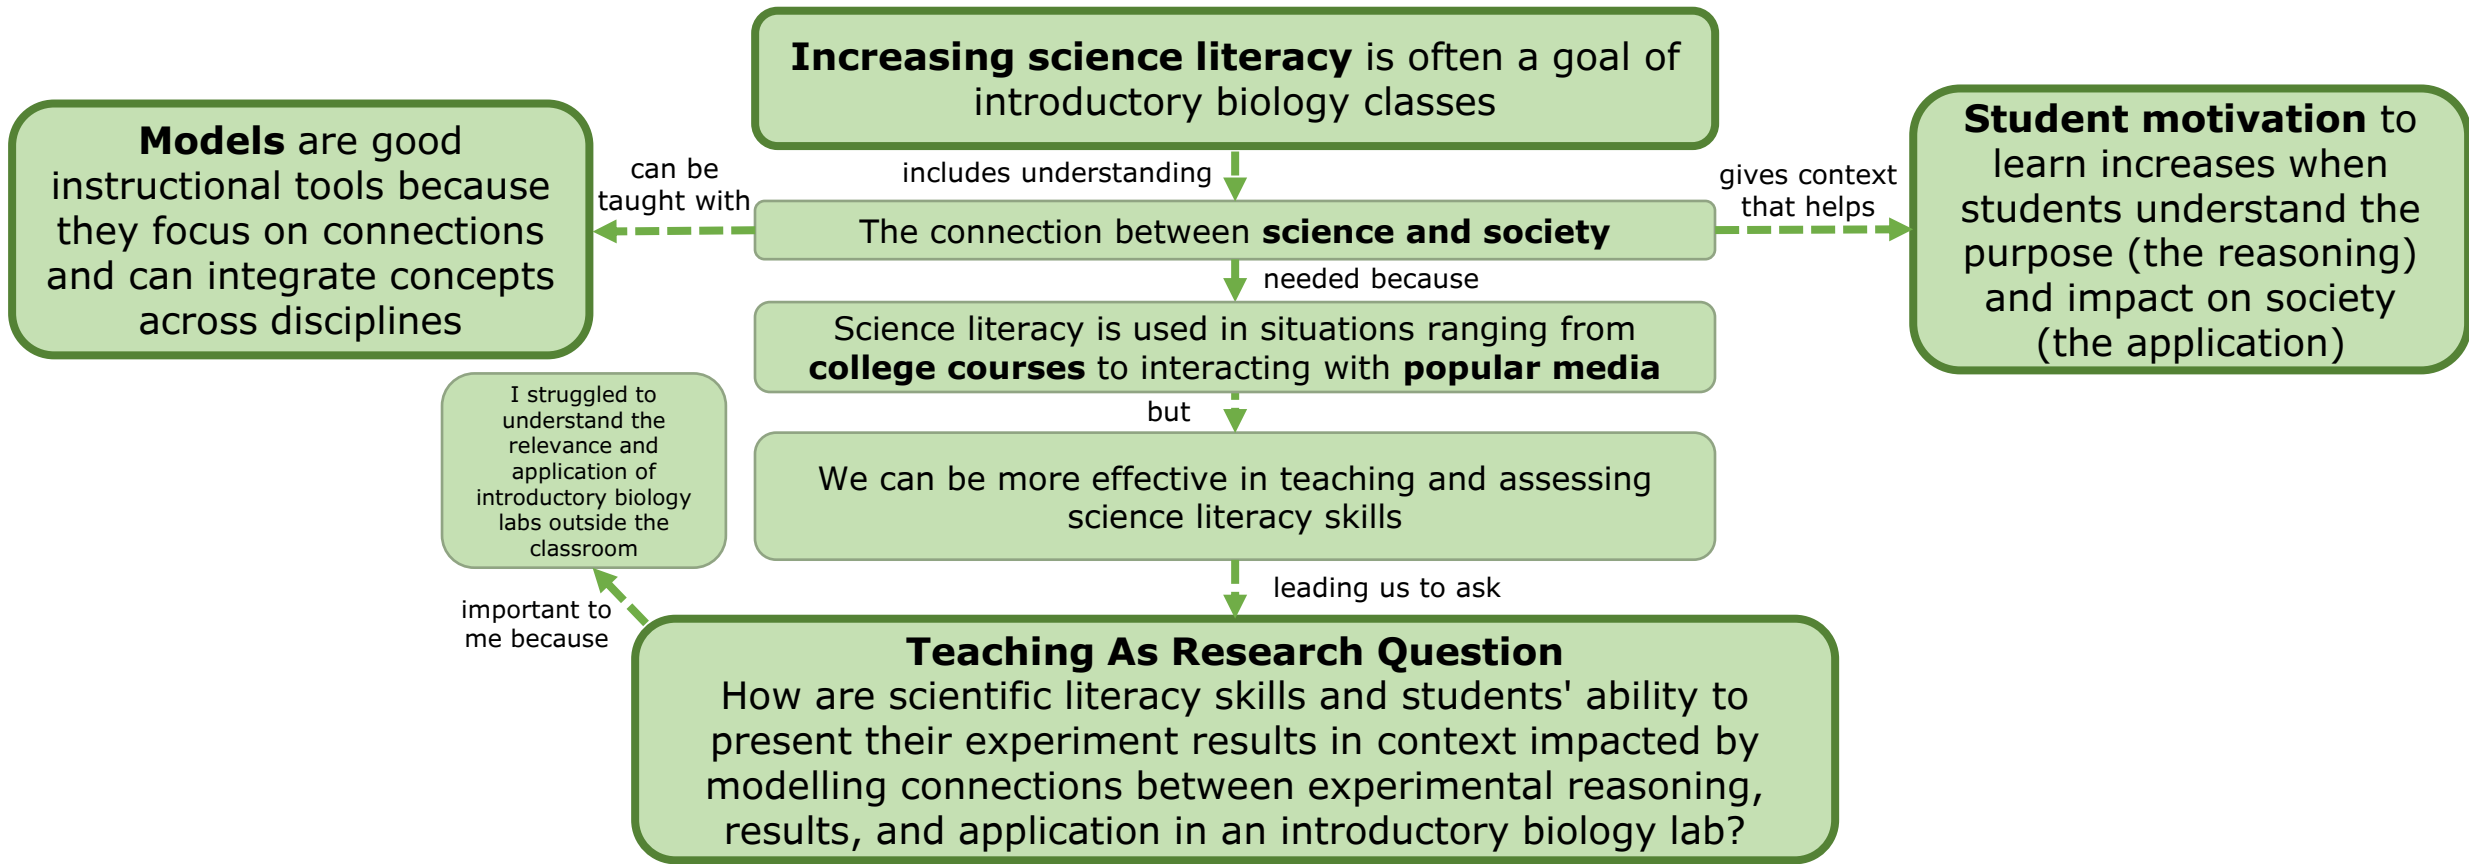 Increasing science literacy is often a goal of
introductory biology classes
Models are good
instructional tools because
they focus on connections
and can integrate concepts
across disciplines
can be
taught with
includes understanding
gives context
that helps
Student motivation to
learn increases when
students understand the
purpose (the reasoning)
and impact on society
(the application)
The connection between science and society
needed because
Science literacy is used in situations ranging from
college courses to interacting with popular media
but
I struggled to
understand the
relevance and
application of
introductory biology
labs outside the
classroom
We can be more effective in teaching and assessing
science literacy skills
leading us to ask
important to
me because
Teaching As Research Question
How are scientific literacy skills and students' ability to
present their experiment results in context impacted by
modelling connections between experimental reasoning,
results, and application in an introductory biology lab?